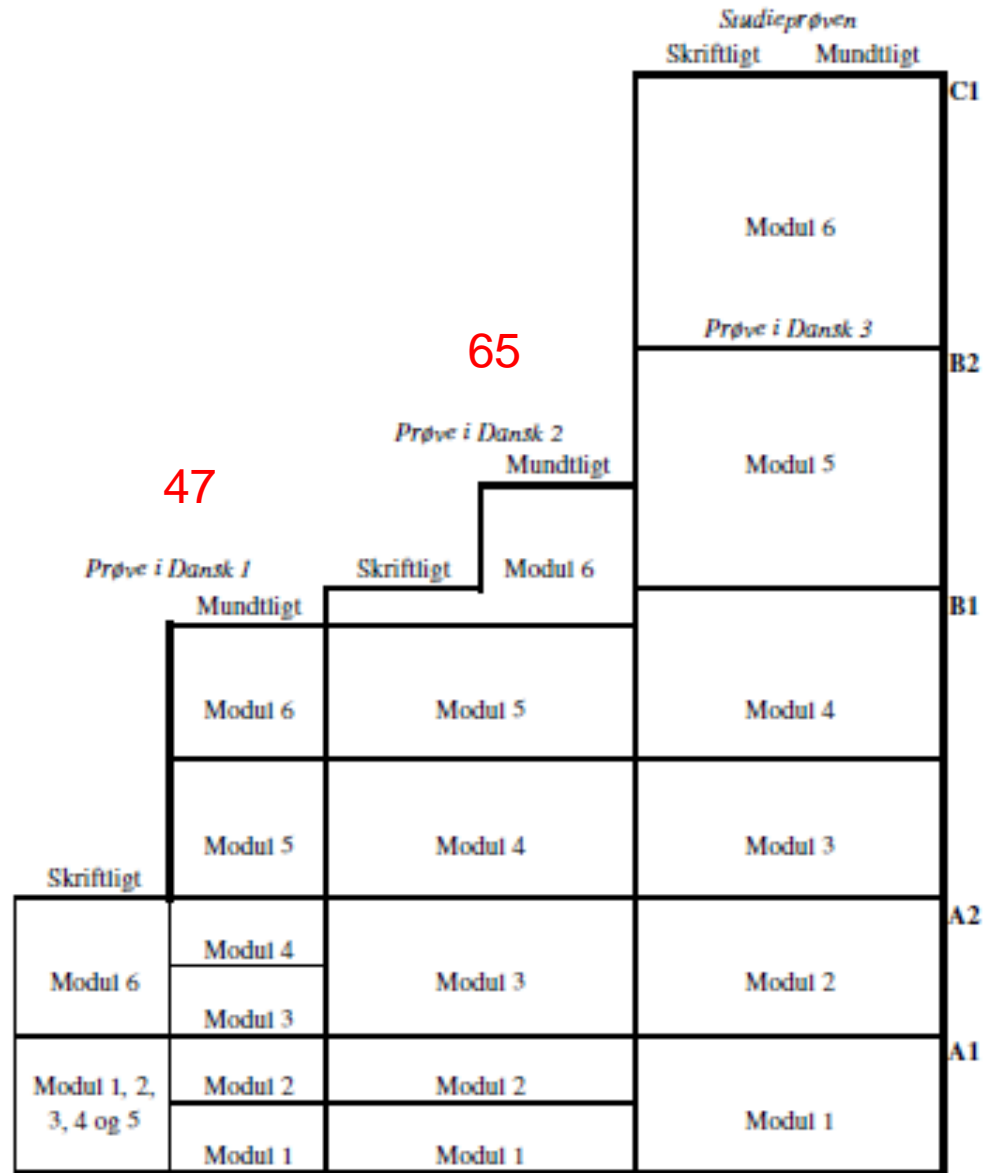 Studieprøven
Skriftligt Mundtligt
C1
Modul 6
Prøve i Dansk 3
65
B2
Prøve i Dansk 2
Mundtligt
Modul 5
47
Prøve i Dansk 1
Skriftligt
Modul 6
Mundtligt
B1
Modul 6
Modul 5
Modul 4
Modul 5
Modul 4
Modul 3
Skriftligt
A2
Modul 4
Modul 6
Modul 3
Modul 2
Modul 3
A1
Modul 1, 2,
3, 4 og 5
Modul 2
Modul 2
Modul 1
Modul 1
Modul 1